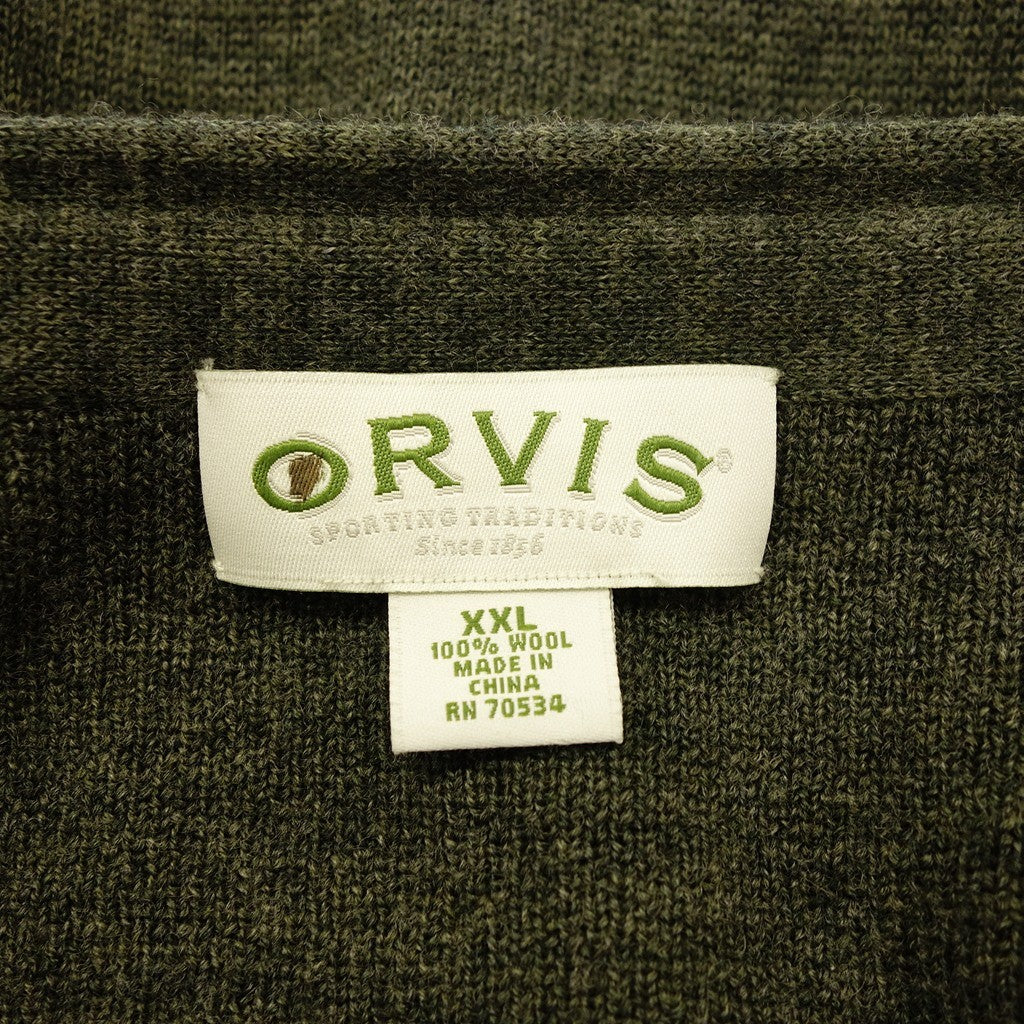 ORVIS®
SPORTING TRADITIONS
Since 1856
XXL
100% WOOL
MADE IN
CHINA
RN 70534